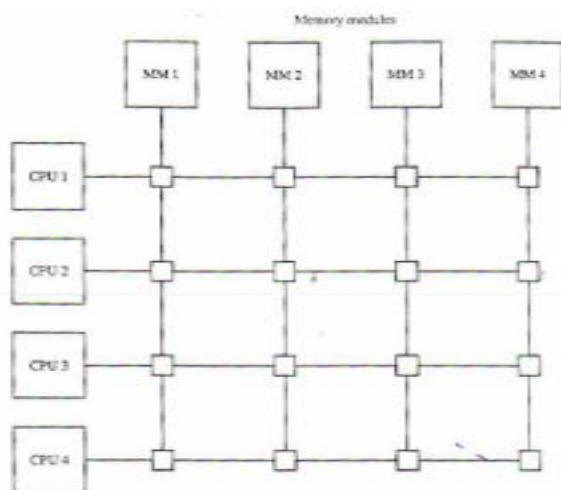 Memory modules
MM 1 MM 2 MM 3 MM 4
CPU 1
CPU 2
CPU 3
CPU 4